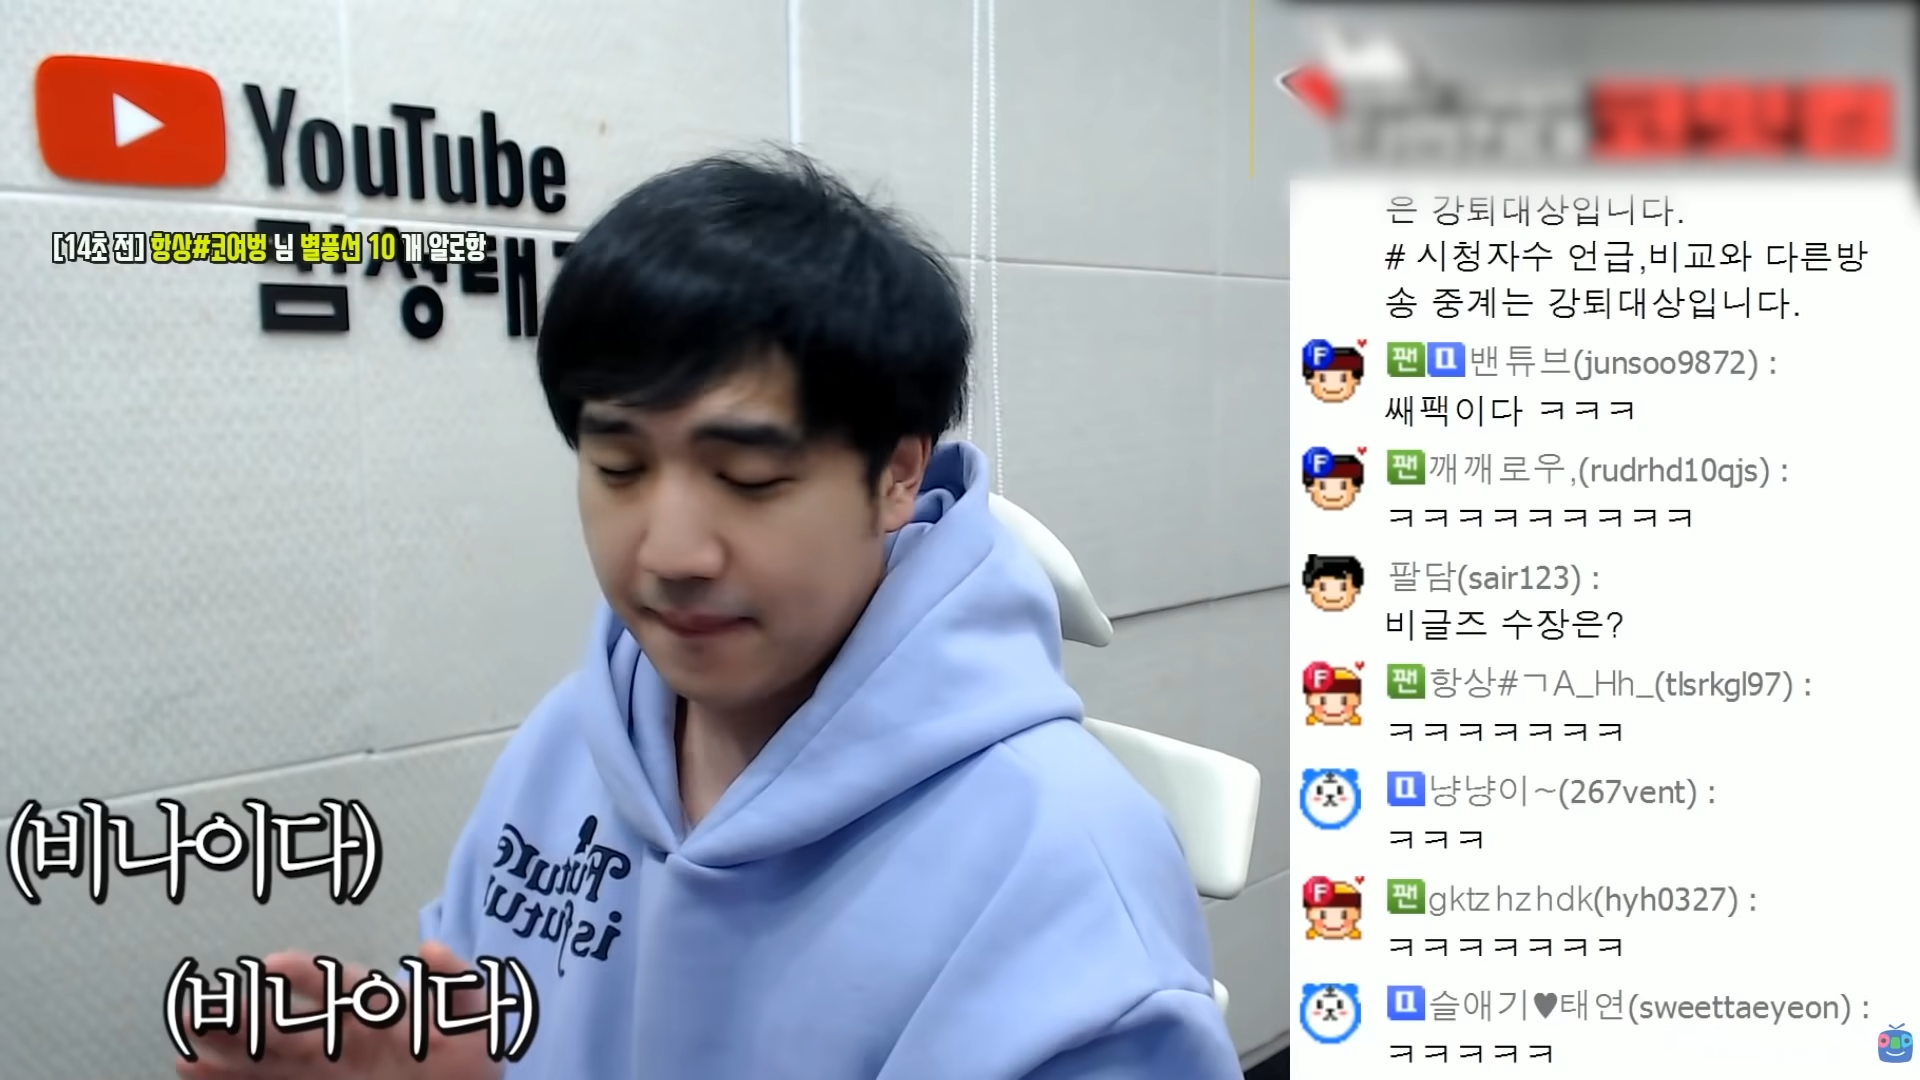 YouTube
[14초 전] 항상#코여벙 님 별풍선 10 개 알로항
(비나이다)
(비나이다)
Future
은 강퇴대상입니다.
# 시청자수 언급,비교와 다른방
송 중계는 강퇴대상입니다.
팬 밴튜브(junsoo9872) :
쌔팩이다 ㅋㅋㅋ
팬 깨깨로우,(rudrhd10qjs) :
ㅋㅋㅋㅋㅋㅋㅋㅋㅋ
팔담(sair123) :
비글즈 수장은?
팬 항상#ㄱA_Hh_(tlsrkgl97) :
ㅋㅋㅋㅋㅋㅋㅋ
냥냥이~(267vent) :
ㅋㅋㅋ
팬 gktzhzhdk(hyh0327) :
ㅋㅋㅋㅋㅋㅋㅋ
슬애기♥태연(sweettaeyeon) :
ㅋㅋㅋㅋㅋ